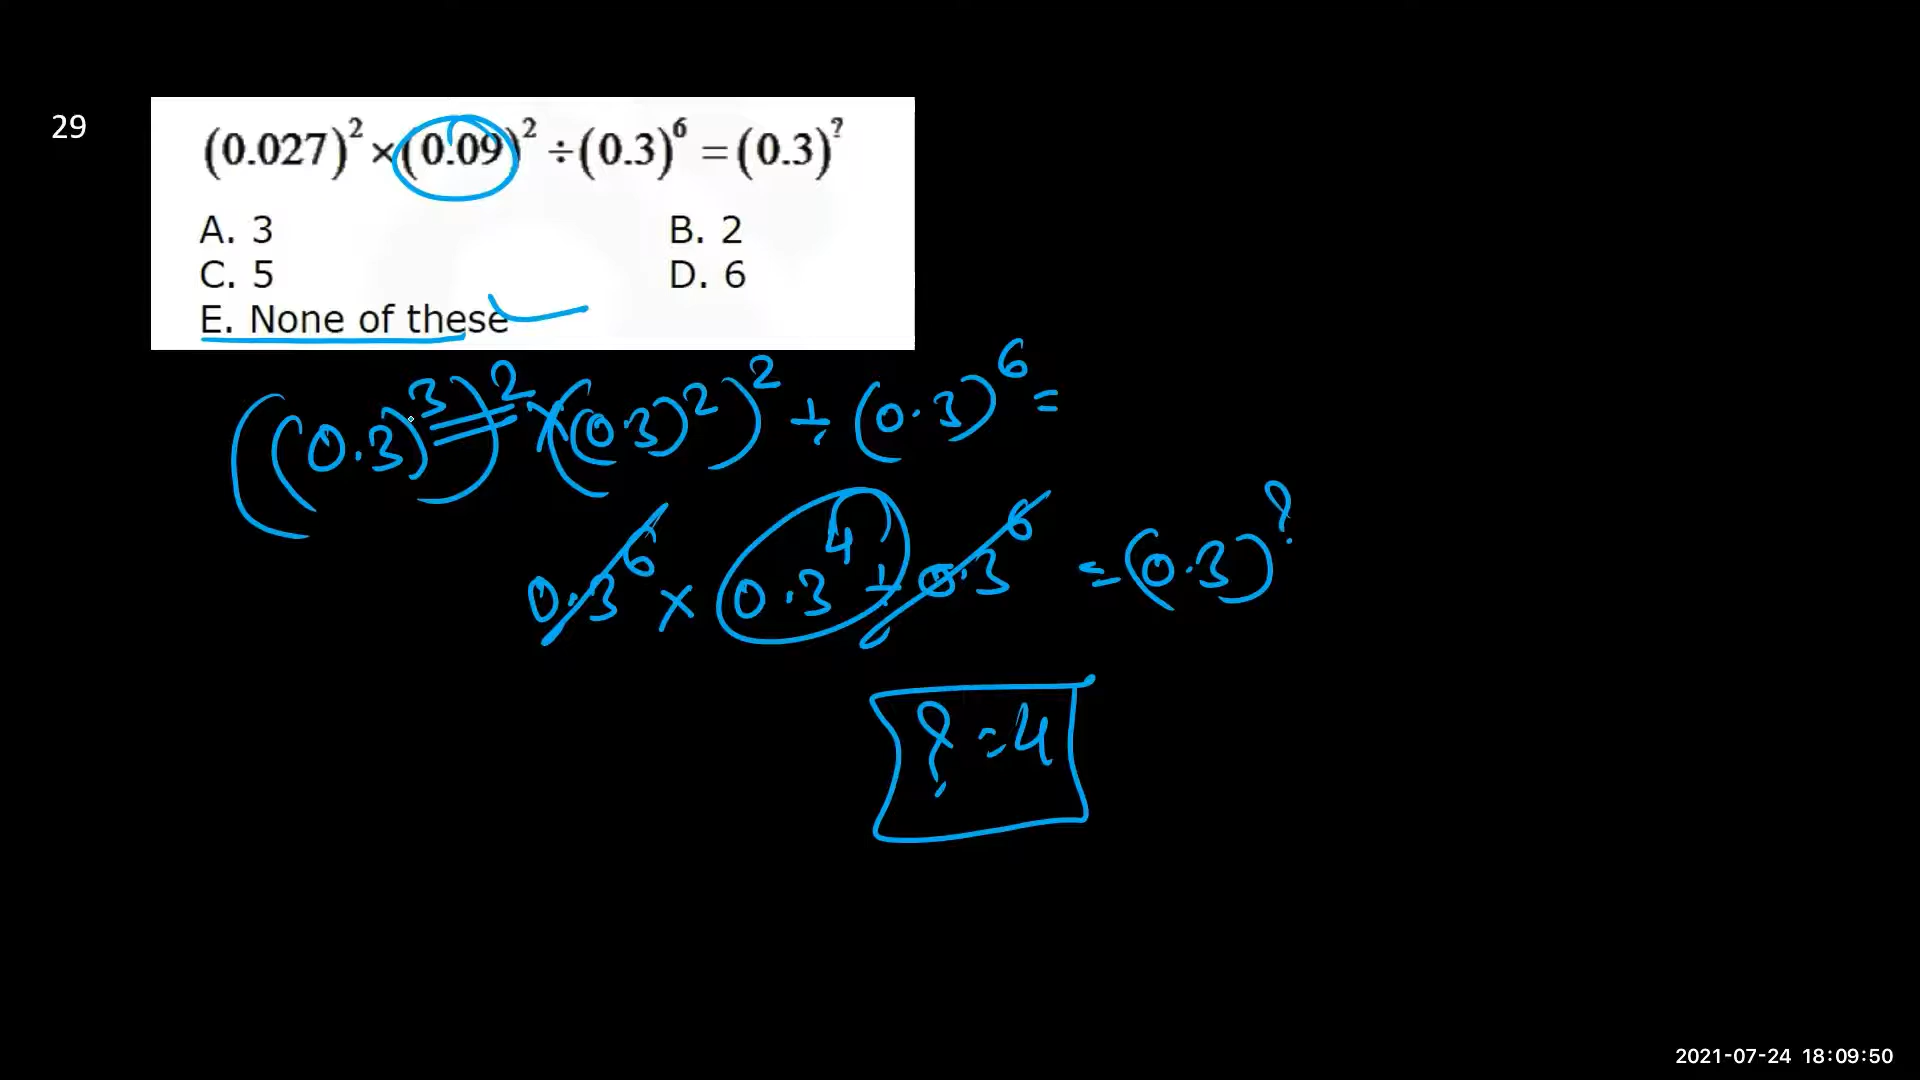 29
(0.027)² × (0.09)² ÷ (0.3)⁶ = (0.3)^?
A. 3 B. 2
C. 5 D. 6
E. None of these
((0.3)³)² × ((0.3)²)² ÷ (0.3)⁶ =
0.3⁶ × 0.3⁴ ÷ 0.3⁶ = (0.3)^?
? = 4
2021-07-24 18:09:50